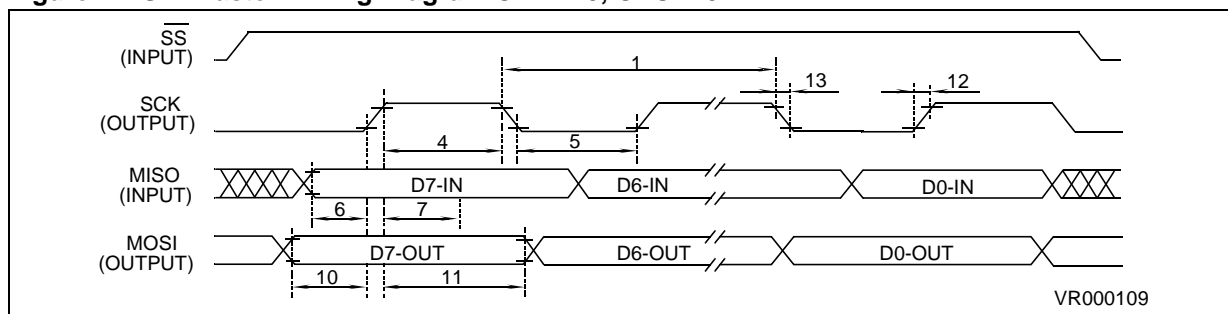 SS
(INPUT)
1
13
12
SCK
(OUTPUT)
4
5
MISO
(INPUT)
D7-IN
D6-IN
D0-IN
6
7
MOSI
(OUTPUT)
D7-OUT
D6-OUT
D0-OUT
10
11
VR000109